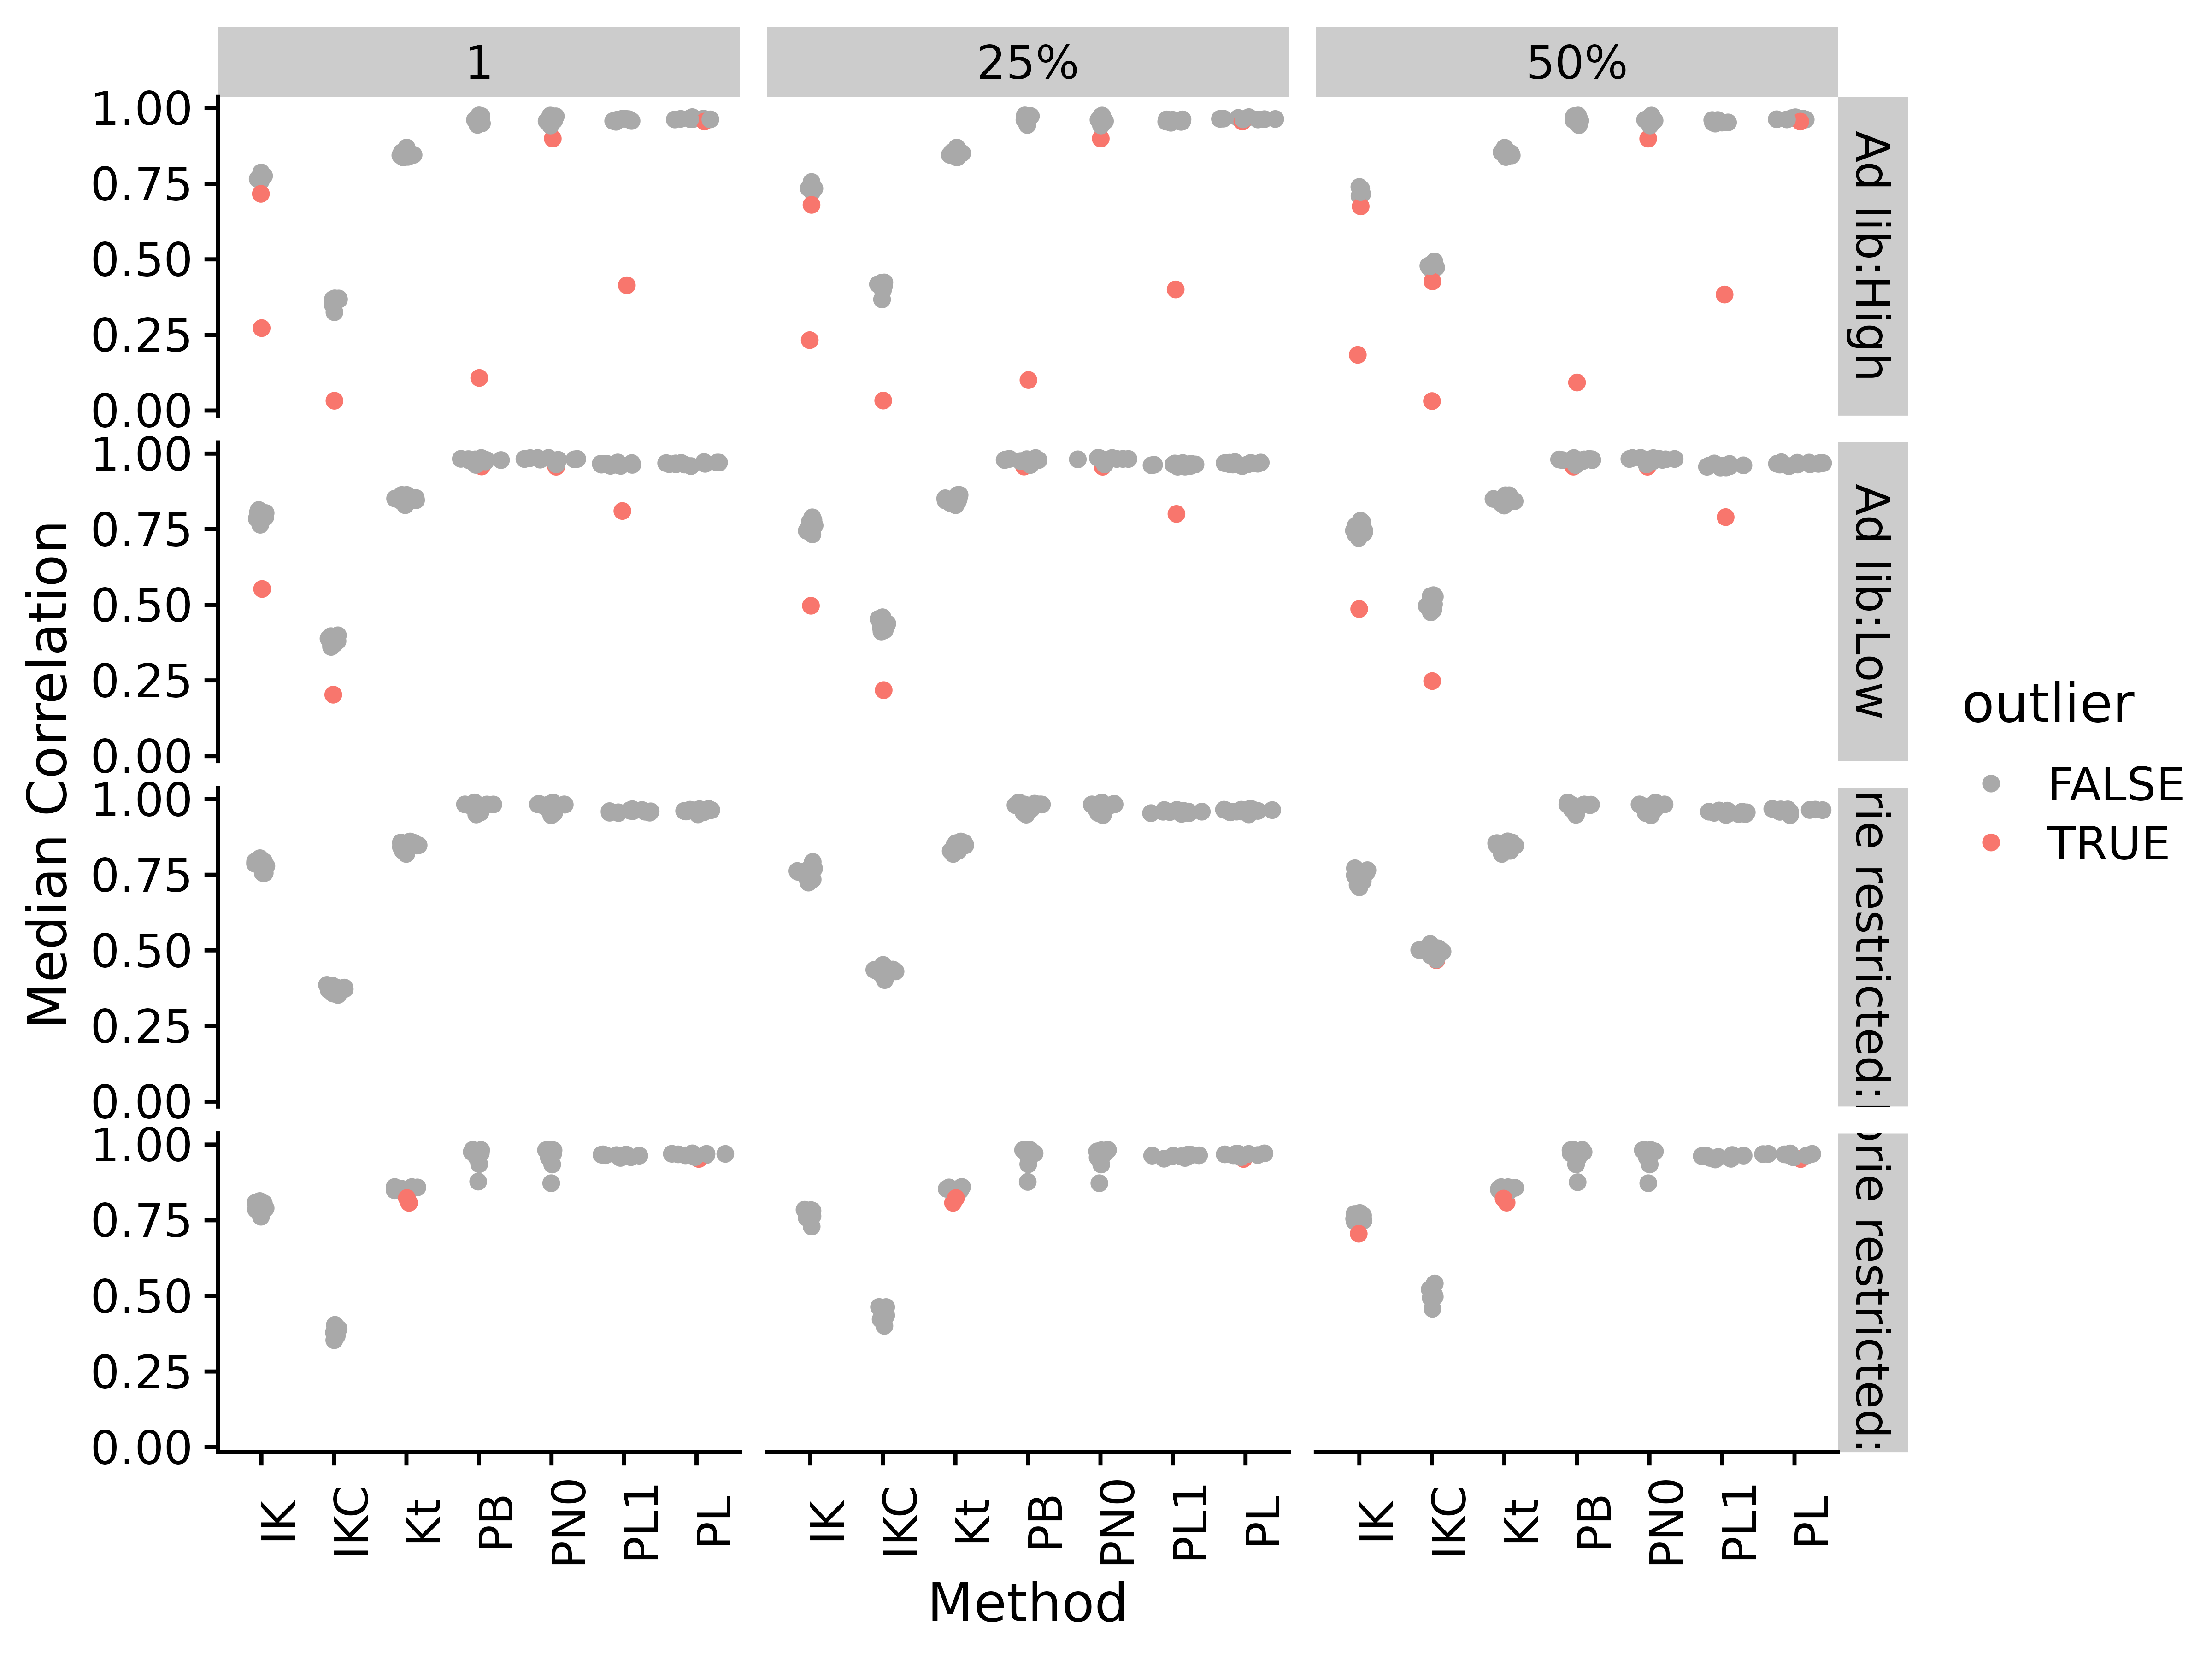 1 25% 50%
1.00
0.75
0.50
0.25
0.00
Ad lib:High
1.00
0.75
0.50
0.25
0.00
Ad lib:Low
1.00
0.75
0.50
0.25
0.00
rie restricted:
1.00
0.75
0.50
0.25
0.00
rie restricted:
Median Correlation
IK IKC Kt PB PN0 PL1 PL IK IKC Kt PB PN0 PL1 PL IK IKC Kt PB PN0 PL1 PL
Method
outlier
FALSE
TRUE